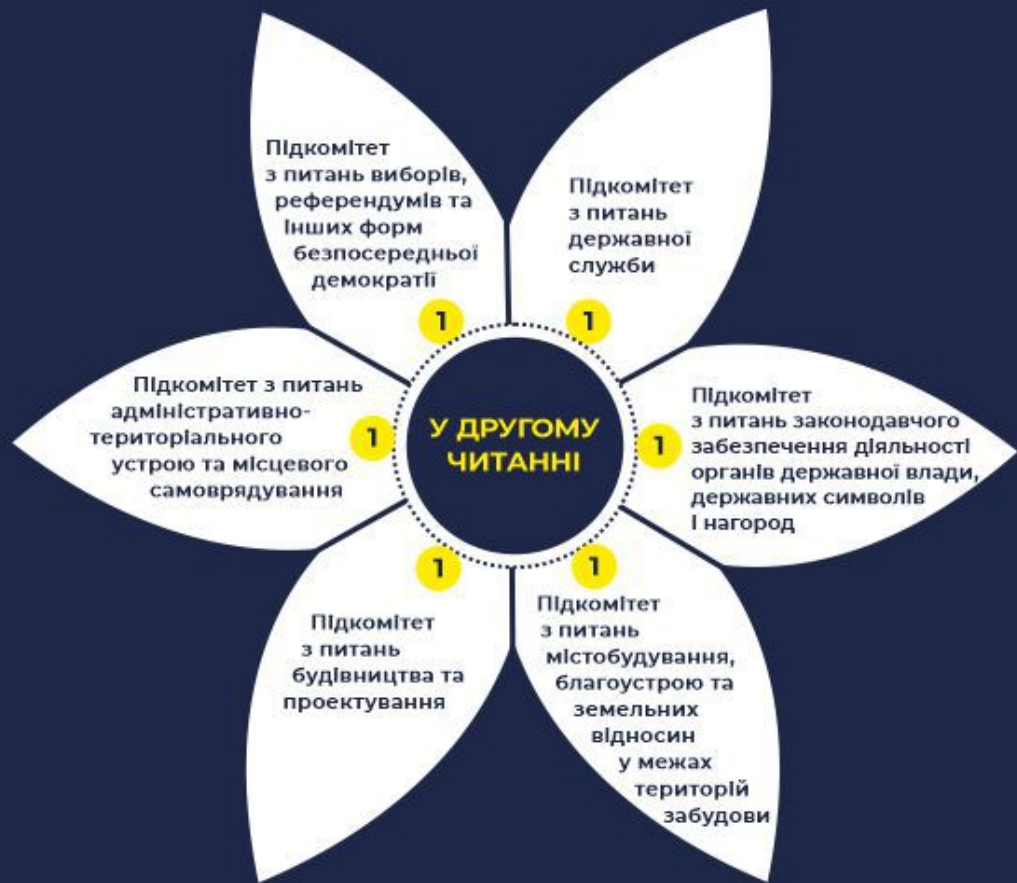 Підкомітет
з питань виборів,
референдумів та
інших форм
безпосередньої
демократії
1
Підкомітет
з питань
державної
служби
1
Підкомітет з питань
адміністративно-
територіального
устрою та місцевого
самоврядування
1
У ДРУГОМУ
ЧИТАННІ
1
Підкомітет
з питань законодавчого
забезпечення діяльності
органів державної влади,
державних символів
і нагород
1
Підкомітет
з питань
будівництва та
проектування
1
Підкомітет
з питань
містобудування,
благоустрою та
земельних
відносин
у межах
територій
забудови